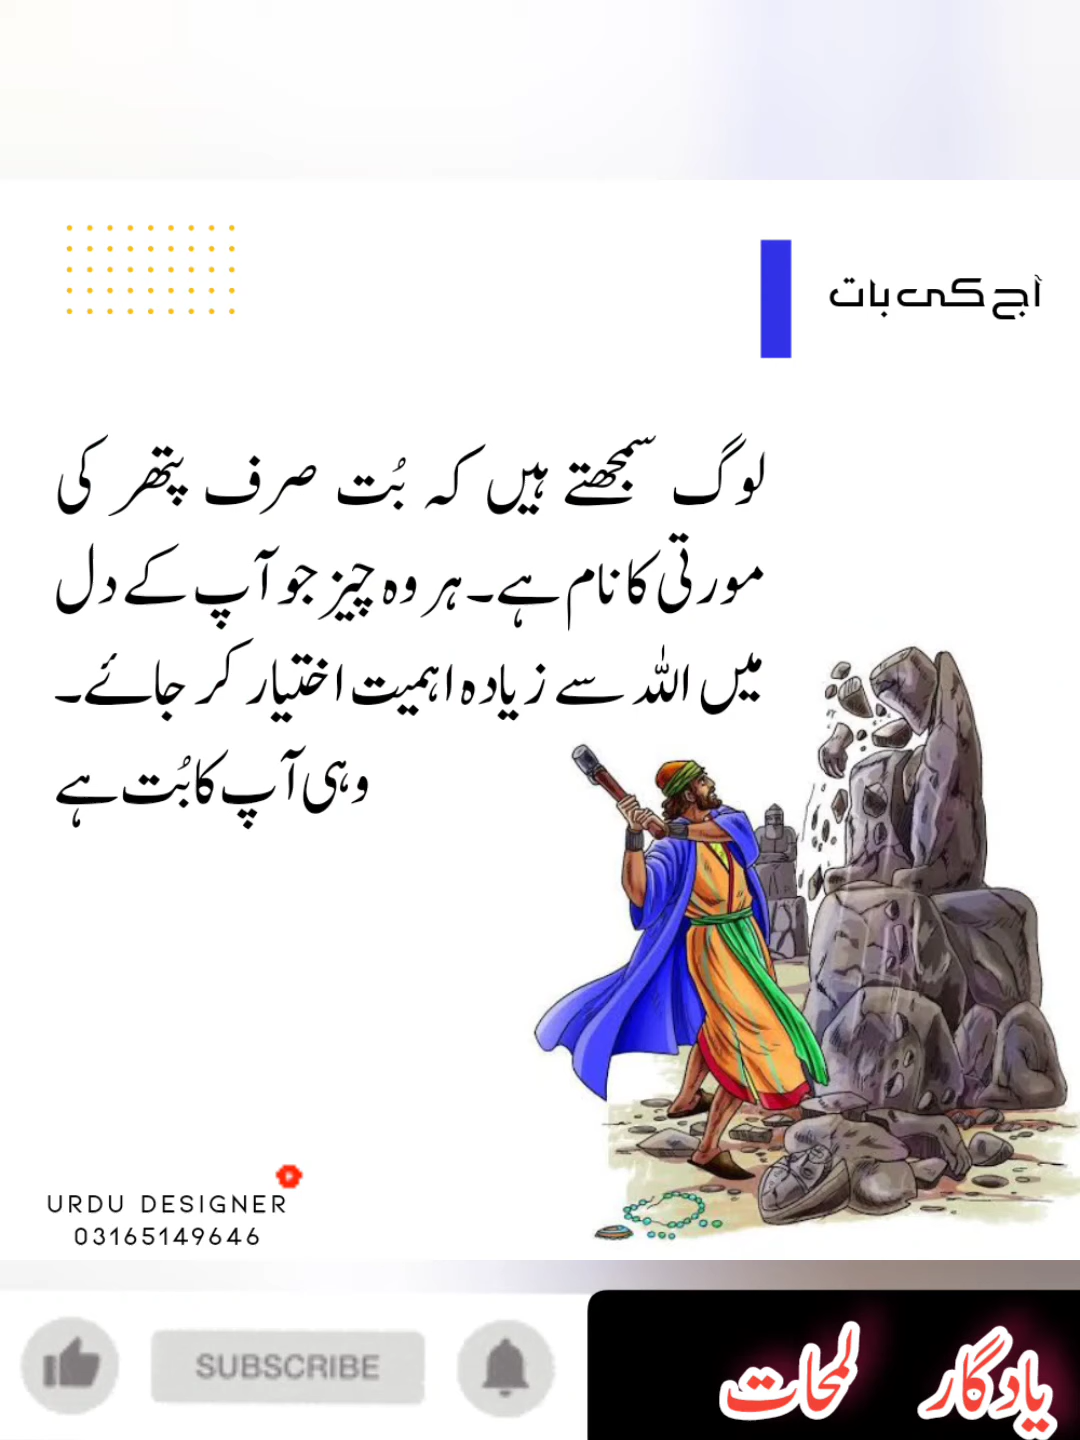 آج کی بات
لوگ سمجھتے ہیں کہ بُت صرف پتھر کی
مورتی کا نام ہے۔ ہر وہ چیز جو آپ کے دل
میں اللہ سے زیادہ اہمیت اختیار کر جائے۔
وہی آپ کا بُت ہے
URDU DESIGNER
03165149646
SUBSCRIBE
یادگار لمحات